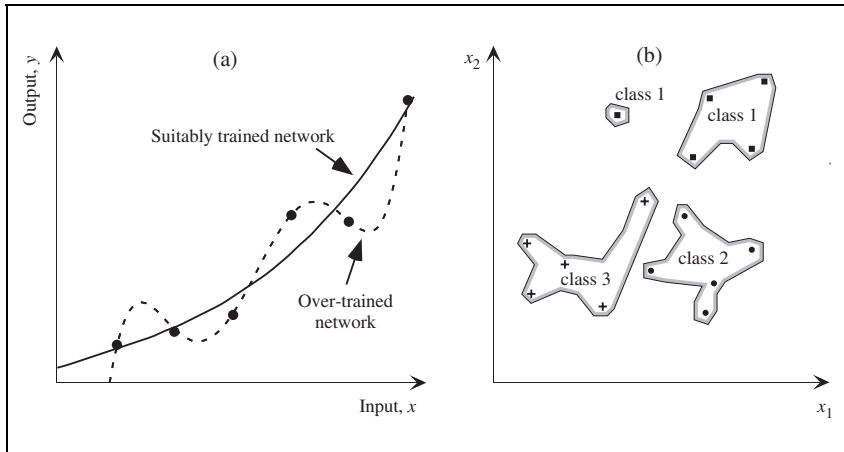 (a)
Output, y
Suitably trained network
Over-trained
network
Input, x
(b)
x2
class 1
class 1
class 2
class 3
x1